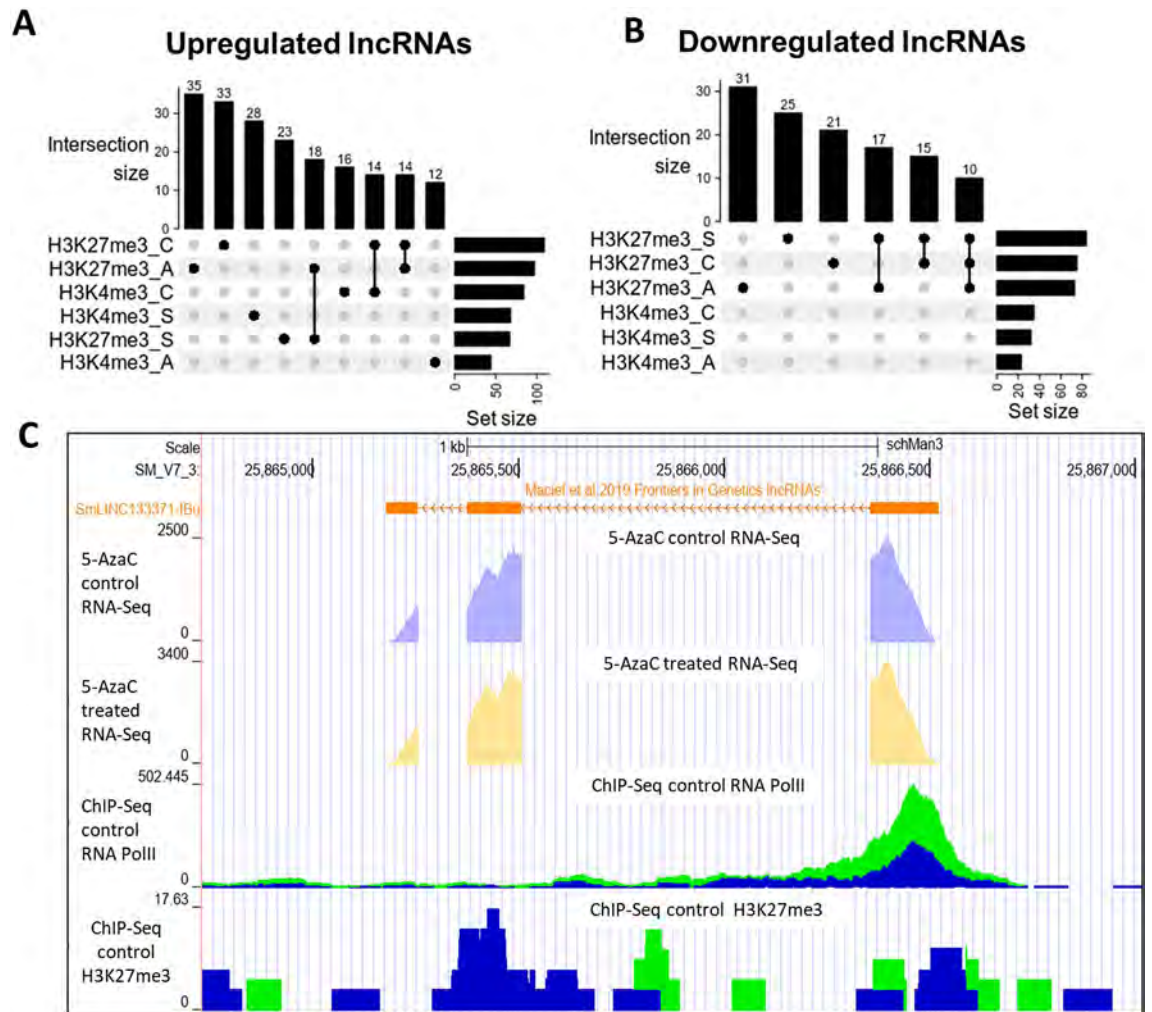 A
Upregulated lncRNAs
35
33
28
23
18
16
14
14
12
30
20
10
0
Intersection
size
H3K27me3_C
H3K27me3_A
H3K4me3_C
H3K4me3_S
H3K27me3_S
H3K4me3_A
0
50
100
Set size
B
Downregulated lncRNAs
31
25
21
17
15
10
30
20
10
0
Intersection
size
H3K27me3_S
H3K27me3_C
H3K27me3_A
H3K4me3_C
H3K4me3_S
H3K4me3_A
0
20
40
60
80
Set size
C
Scale
1 kb
schMan3
SM_V7_3:
25,865,000
25,865,500
25,866,000
25,866,500
25,867,000
Maciel et al 2019 Frontiers in Genetics lncRNAs
SmLINC133371-IBu
2500
5-AzaC control RNA-Seq
5-AzaC
control
RNA-Seq
0
3400
5-AzaC treated RNA-Seq
5-AzaC
treated
RNA-Seq
0
502.445
ChIP-Seq control RNA PolII
ChIP-Seq
control
RNA PolII
0
17.63
ChIP-Seq control H3K27me3
ChIP-Seq
control
H3K27me3
0